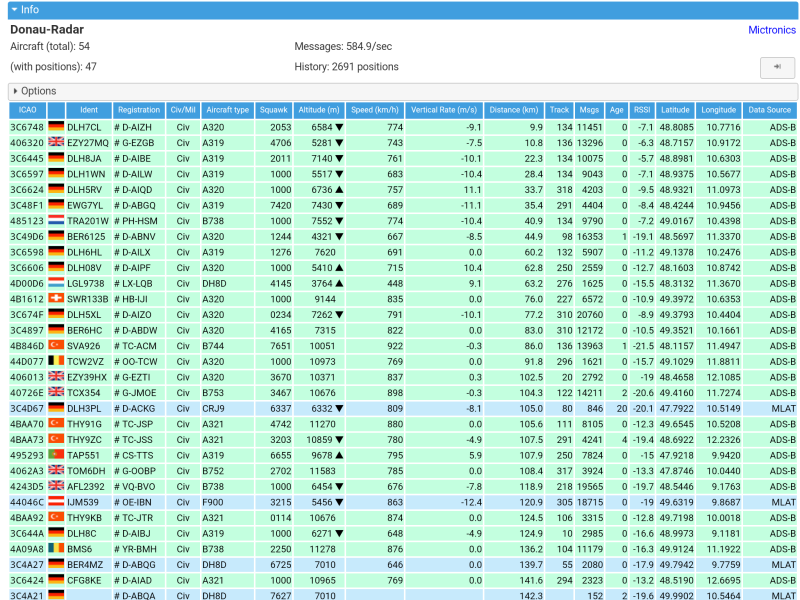 Info
Donau-Radar Mictronics
Aircraft (total): 54 Messages: 584.9/sec
(with positions): 47 History: 2691 positions
Options
ICAO Ident Registration Civ/Mil Aircraft type Squawk Altitude (m) Speed (km/h) Vertical Rate (m/s) Distance (km) Track Msgs Age RSSI Latitude Longitude Data Source
3C6748 DLH7CL # D-AIZH Civ A320 2053 6584 ▼ 774 -9.1 9.9 134 11451 0 -7.1 48.8085 10.7716 ADS-B
406320 EZY27MQ # G-EZGB Civ A319 4706 5281 ▼ 743 -7.5 10.8 136 13296 0 -6.3 48.7157 10.9172 ADS-B
3C6445 DLH8JA # D-AIBE Civ A319 2011 7140 ▼ 761 -10.1 22.3 134 10075 0 -5.7 48.8981 10.6303 ADS-B
3C6597 DLH1WN # D-AILW Civ A319 1000 5517 ▼ 683 -10.4 28.4 134 9043 0 -7.1 48.9375 10.5677 ADS-B
3C6624 DLH5RV # D-AIQD Civ A320 1000 6736 ▲ 757 11.1 33.7 318 4203 0 -9.5 48.9321 11.0973 ADS-B
3C48F1 EWG7YL # D-ABGQ Civ A319 7420 7430 ▼ 689 -11.1 35.4 291 4404 0 -8.4 48.4244 10.9456 ADS-B
485123 TRA201W # PH-HSM Civ B738 1000 7552 ▼ 774 -10.4 40.9 134 9790 0 -7.2 49.0167 10.4398 ADS-B
3C49D6 BER6125 # D-ABNV Civ A320 1244 4321 ▼ 667 -8.5 44.9 98 16353 1 -19.1 48.5697 11.3370 ADS-B
3C6598 DLH6HL # D-AILX Civ A319 1276 7620 691 0.0 60.2 132 5907 0 -11.2 49.1378 10.2476 ADS-B
3C6606 DLH08V # D-AIPF Civ A320 1000 5410 ▲ 715 10.4 62.8 250 2559 0 -12.7 48.1603 10.8742 ADS-B
4D00D6 LGL9738 # LX-LQB Civ DH8D 4145 3764 ▲ 448 9.1 63.2 276 1625 0 -15.5 48.3132 11.3670 ADS-B
4B1612 SWR133B # HB-IJI Civ A320 1000 9144 835 0.0 76.0 227 6572 0 -10.9 49.3972 10.6353 ADS-B
3C674F DLH5XL # D-AIZO Civ A320 0234 7262 ▼ 791 -10.1 77.2 310 20760 0 -8.9 49.3793 10.4404 ADS-B
3C4897 BER6HC # D-ABDW Civ A320 4165 7315 822 0.0 83.0 310 12172 0 -10.5 49.3521 10.1661 ADS-B
4B846D SVA926 # TC-ACM Civ B744 7651 10051 922 -0.3 86.0 136 13963 1 -21.5 48.1157 11.4947 ADS-B
44D077 TCW2VZ # OO-TCW Civ A320 1000 10973 769 0.0 91.8 296 1621 0 -15.7 49.1029 11.8811 ADS-B
406013 EZY39HX # G-EZTI Civ A320 3670 10371 837 0.3 102.5 20 2792 0 -19 48.4658 12.1085 ADS-B
40726E TCX354 # G-JMOE Civ B753 3467 10676 898 -0.3 104.3 122 14211 2 -20.6 49.4160 11.7274 ADS-B
3C4D67 DLH3PL # D-ACKG Civ CRJ9 6337 6332 ▼ 809 -8.1 105.0 80 846 20 -20.1 47.7922 10.5149 MLAT
4BAA70 THY91G # TC-JSP Civ A321 4742 11270 880 0.0 105.6 111 8105 0 -12.3 49.6545 10.5208 ADS-B
4BAA73 THY9ZC # TC-JSS Civ A321 3203 10859 ▼ 780 -4.9 107.5 291 4241 4 -19.4 48.6922 12.2326 ADS-B
495293 TAP551 # CS-TTS Civ A319 6655 9678 ▲ 795 5.9 107.9 250 7824 0 -15 47.9218 9.9420 ADS-B
4062A3 TOM6DH # G-OOBP Civ B752 2702 11583 785 0.0 108.4 317 3924 0 -13.3 47.8746 10.0440 ADS-B
4243D5 AFL2392 # VQ-BVO Civ B738 1000 6454 ▼ 676 -7.8 118.9 218 19565 0 -19.7 48.5446 9.1763 ADS-B
44046C IJM539 # OE-IBN Civ F900 3215 5456 ▼ 863 -12.4 120.9 305 18715 0 -19 49.6319 9.8687 MLAT
4BAA92 THY9KB # TC-JTR Civ A321 0114 10676 874 0.0 124.5 106 3315 0 -12.8 49.7198 10.0018 ADS-B
3C644A DLH8C # D-AIBJ Civ A319 1000 6271 ▼ 648 -4.9 124.9 10 2985 0 -16.6 48.9973 9.1181 ADS-B
4A09A8 BMS6 # YR-BMH Civ B738 2250 11278 876 0.0 136.2 104 11179 0 -16.3 49.9124 11.1922 ADS-B
3C4A27 BER4MZ # D-ABQG Civ DH8D 6725 7010 646 0.0 139.7 55 2080 0 -17.9 49.7942 9.7759 MLAT
3C6424 CFG8KE # D-AIAD Civ A321 1000 10965 769 0.0 141.6 294 2323 0 -13.2 48.5190 12.6695 ADS-B
3C4A21 # D-ABQA Civ DH8D 7627 7010 142.3 152 2 -19.6 49.9902 10.5464 MLAT